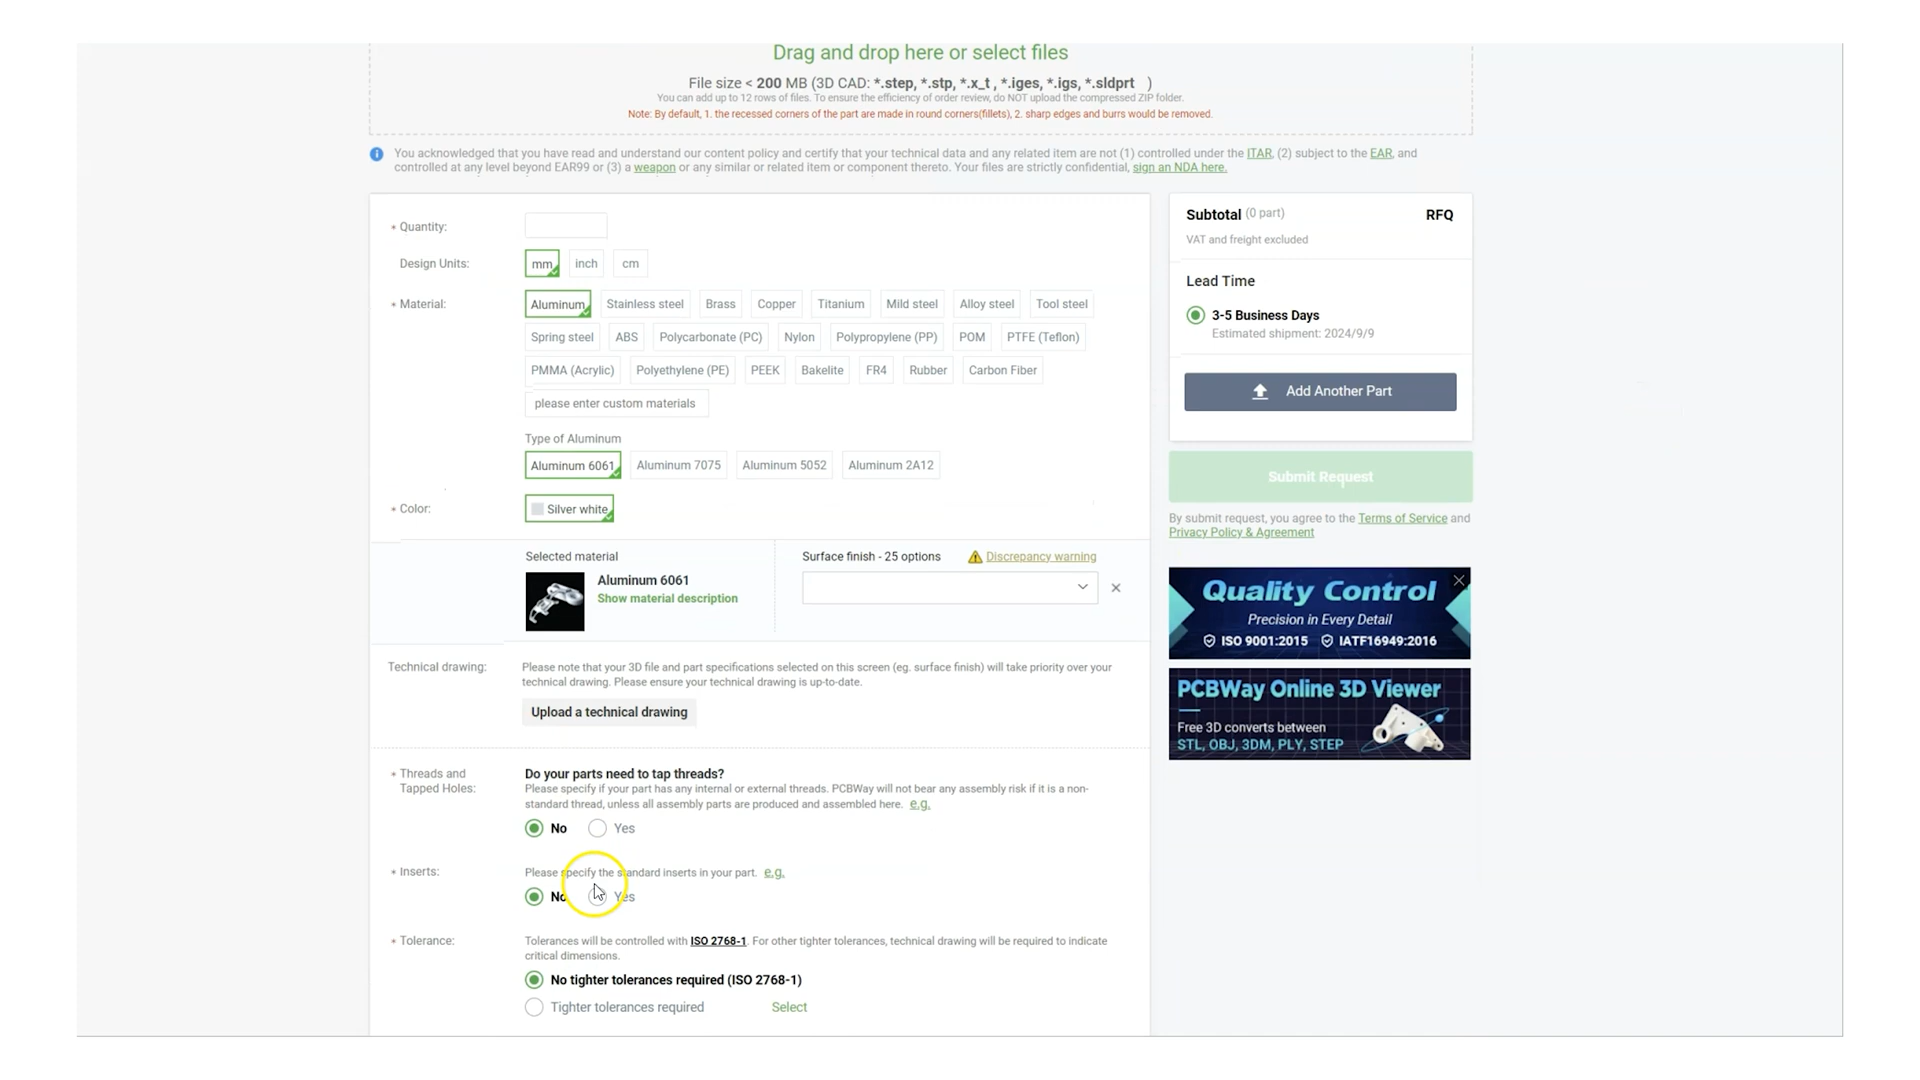 Drag and drop here or select files
File size < 200 MB (3D CAD: *.step, *.stp, *.x_t , *.iges, *.igs, *.sldprt )
You can add up to 12 rows of files. To ensure the efficiency of order review, do NOT upload the compressed ZIP folder.
Note: By default, 1. the recessed corners of the part are made in round corners(fillets), 2. sharp edges and burrs would be removed.
You acknowledged that you have read and understand our content policy and certify that your technical data and any related item are not (1) controlled under the ITAR, (2) subject to the EAR, and
controlled at any level beyond EAR99 or (3) a weapon or any similar or related item or component thereto. Your files are strictly confidential, sign an NDA here.
* Quantity:
Design Units: mm inch cm
* Material: Aluminum Stainless steel Brass Copper Titanium Mild steel Alloy steel Tool steel
Spring steel ABS Polycarbonate (PC) Nylon Polypropylene (PP) POM PTFE (Teflon)
PMMA (Acrylic) Polyethylene (PE) PEEK Bakelite FR4 Rubber Carbon Fiber
please enter custom materials
Type of Aluminum
Aluminum 6061 Aluminum 7075 Aluminum 5052 Aluminum 2A12
* Color: Silver white
Selected material
Aluminum 6061
Show material description
Surface finish - 25 options Discrepancy warning
Technical drawing: Please note that your 3D file and part specifications selected on this screen (eg. surface finish) will take priority over your
technical drawing. Please ensure your technical drawing is up-to-date.
Upload a technical drawing
* Threads and
Tapped Holes:
Do your parts need to tap threads?
Please specify if your part has any internal or external threads. PCBWay will not bear any assembly risk if it is a non-
standard thread, unless all assembly parts are produced and assembled here. e.g.
No Yes
* Inserts: Please specify the standard inserts in your part. e.g.
No Yes
* Tolerance: Tolerances will be controlled with ISO 2768-1. For other tighter tolerances, technical drawing will be required to indicate
critical dimensions.
No tighter tolerances required (ISO 2768-1)
Tighter tolerances required Select
Subtotal (0 part) RFQ
VAT and freight excluded
Lead Time
3-5 Business Days
Estimated shipment: 2024/9/9
Add Another Part
Submit Request
By submit request, you agree to the Terms of Service and
Privacy Policy & Agreement
Quality Control
Precision in Every Detail
ISO 9001:2015 IATF16949:2016
PCBWay Online 3D Viewer
Free 3D converts between
STL, OBJ, 3DM, PLY, STEP